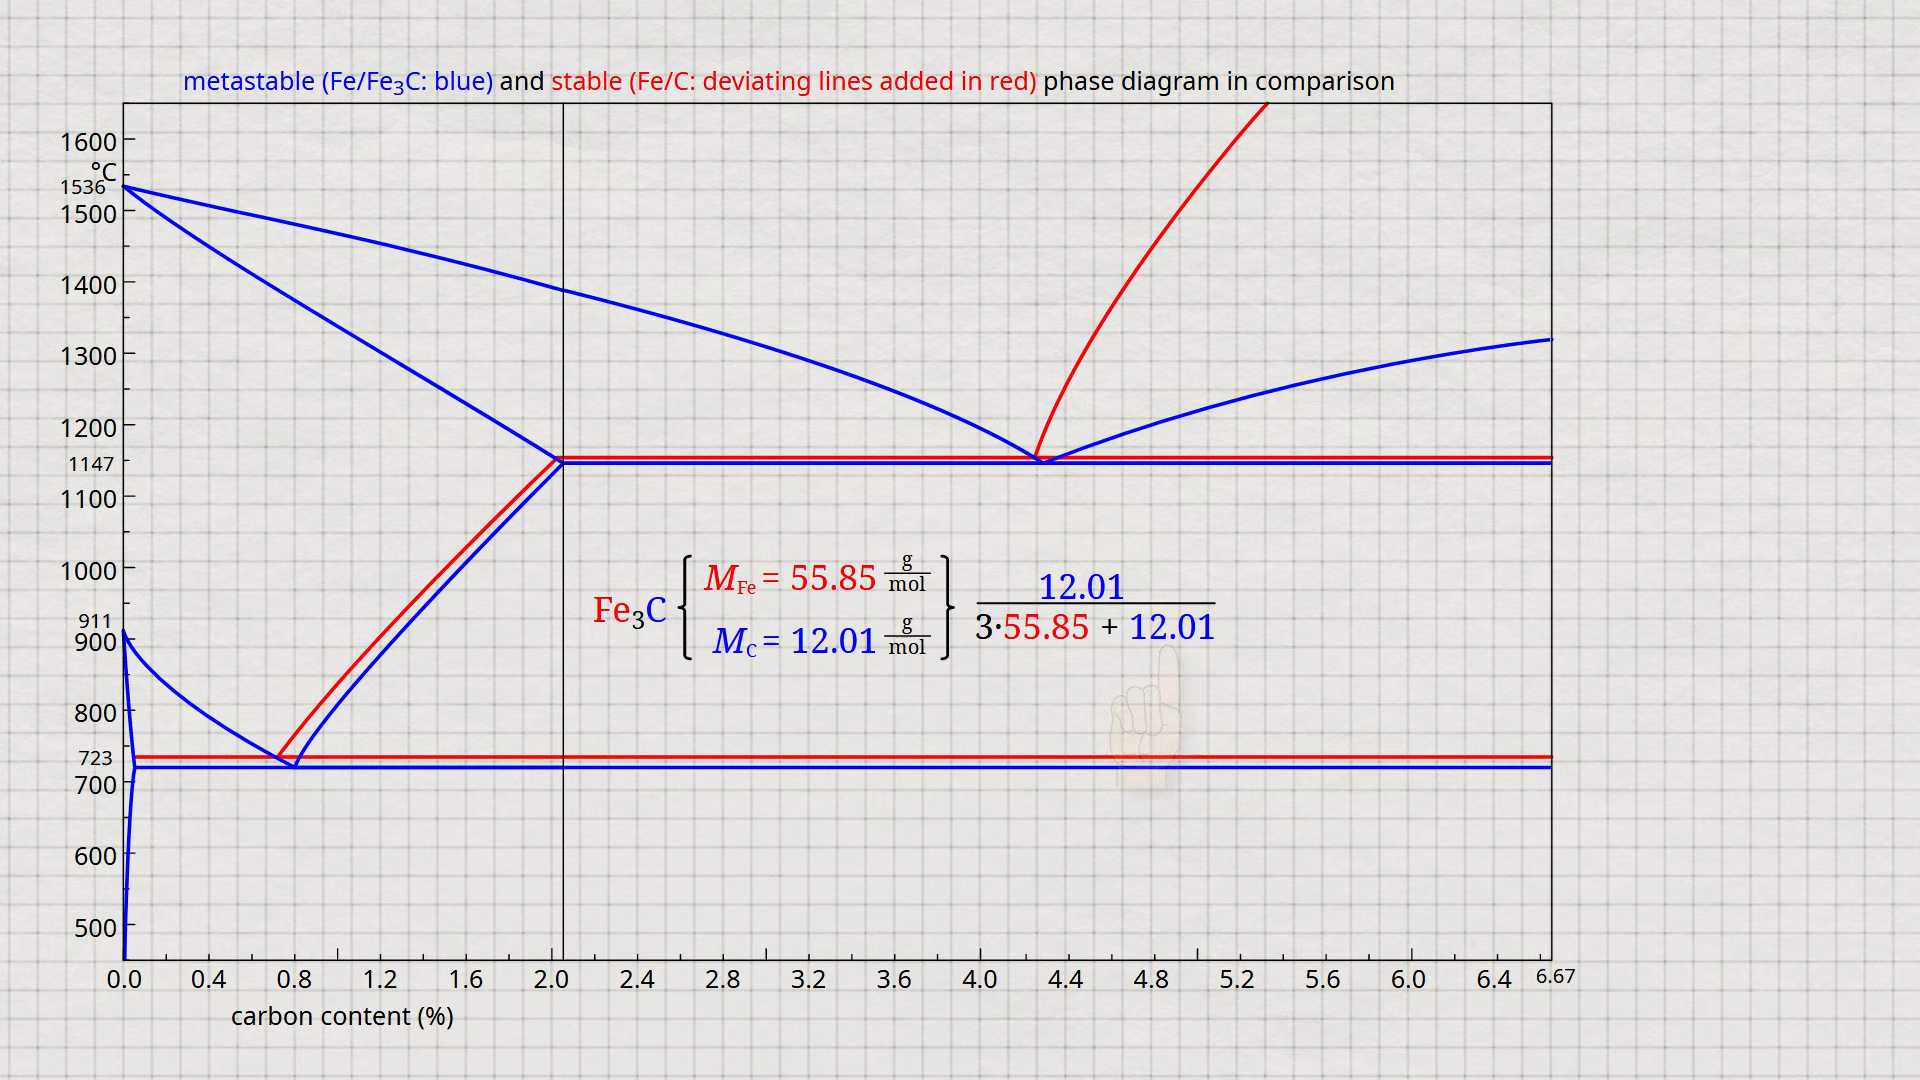 metastable (Fe/Fe₃C: blue) and stable (Fe/C: deviating lines added in red) phase diagram in comparison
1600
°C
1536
1500
1400
1300
1200
1147
1100
1000
911
900
800
723
700
600
500
Fe₃C { M_Fe = 55.85 g/mol
M_C = 12.01 g/mol }
12.01
3·55.85 + 12.01
0.0 0.4 0.8 1.2 1.6 2.0 2.4 2.8 3.2 3.6 4.0 4.4 4.8 5.2 5.6 6.0 6.4 6.67
carbon content (%)